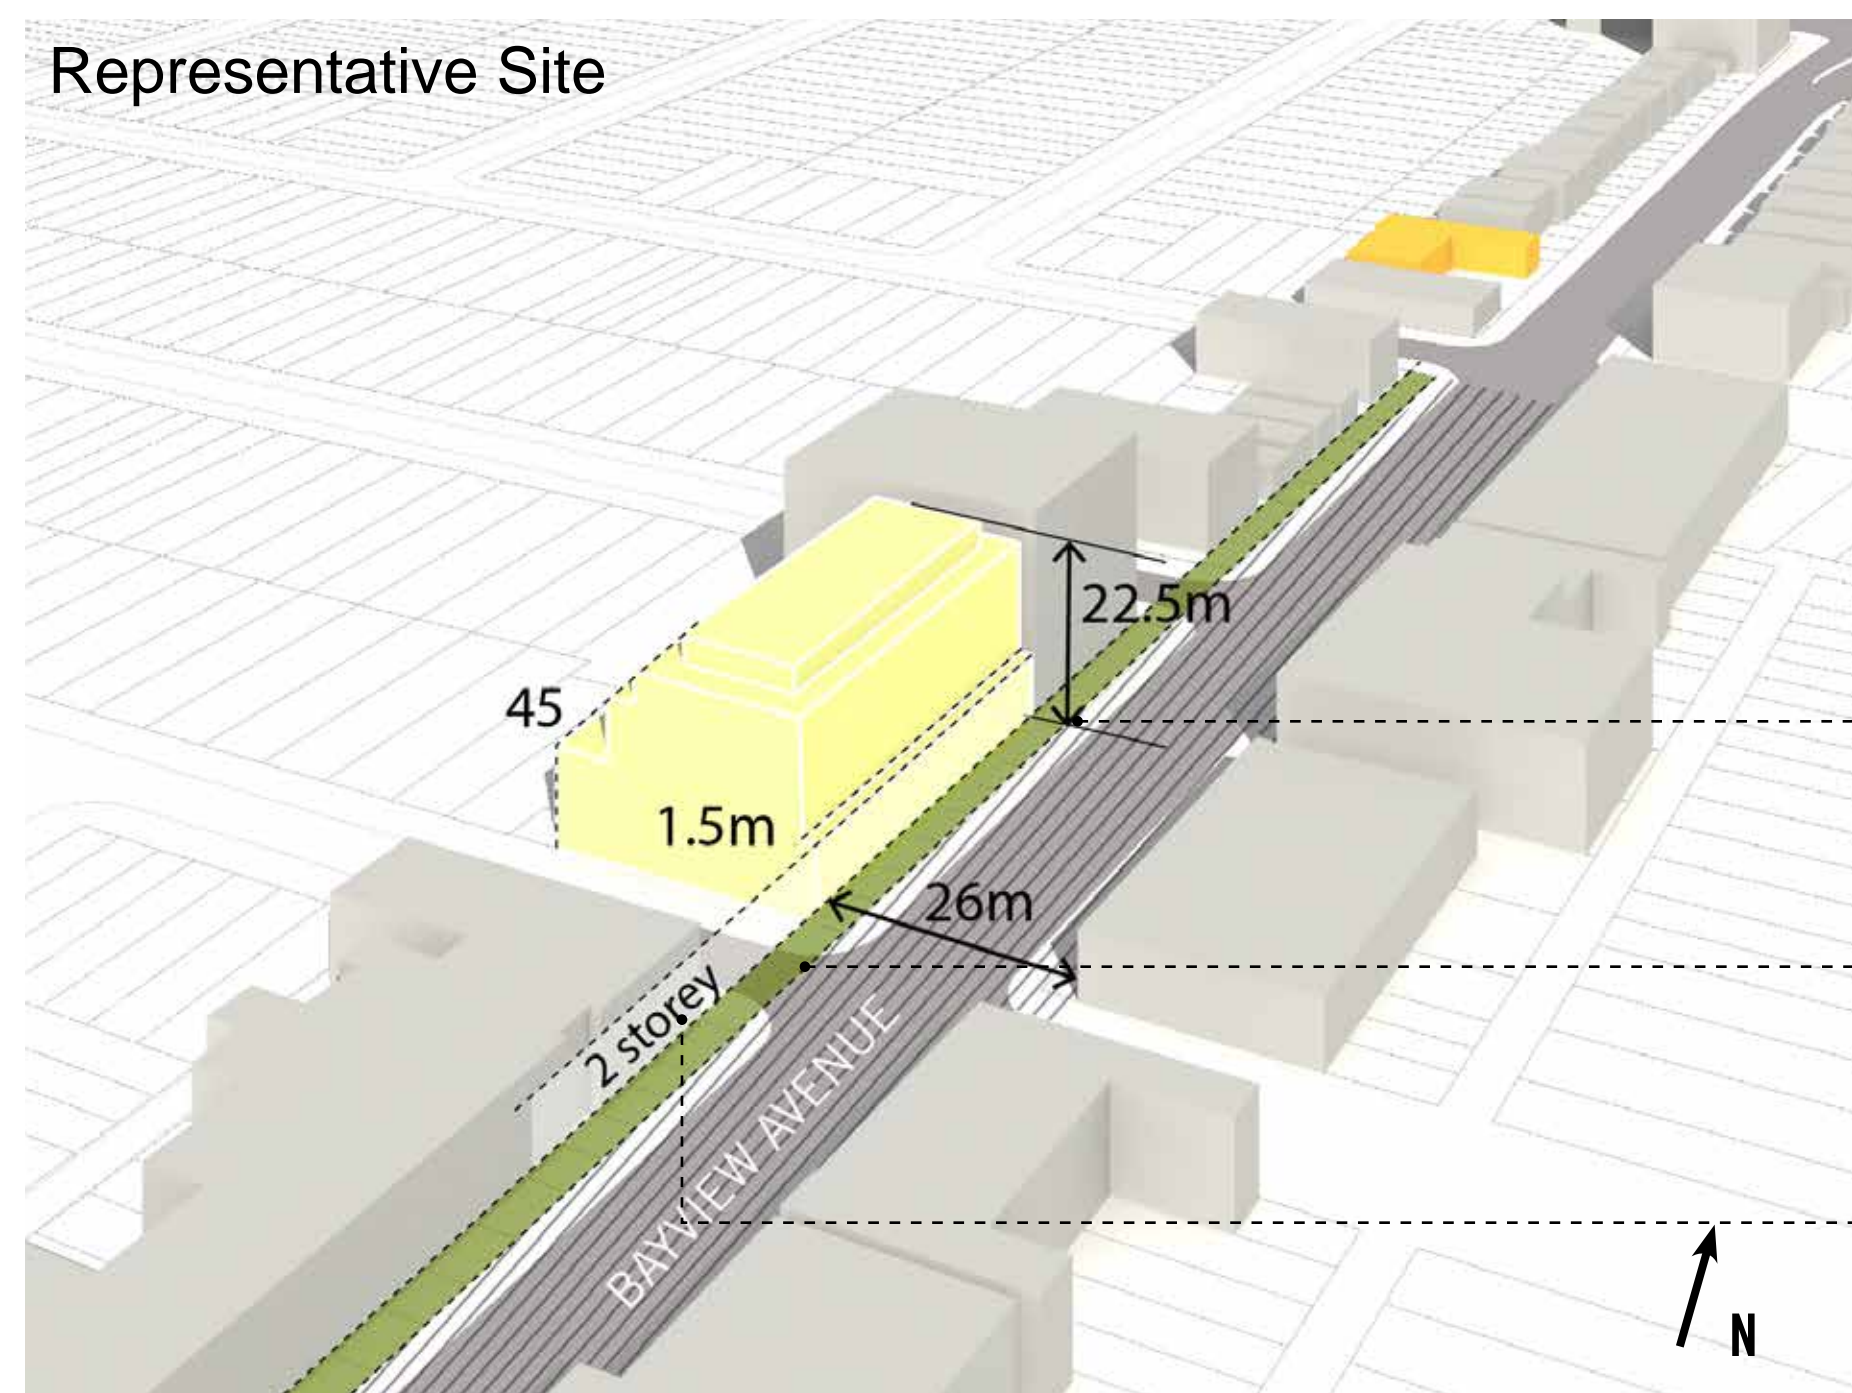 Representative Site
22.5m
45
1.5m
26m
2 storey
BAYVIEW AVENUE
N